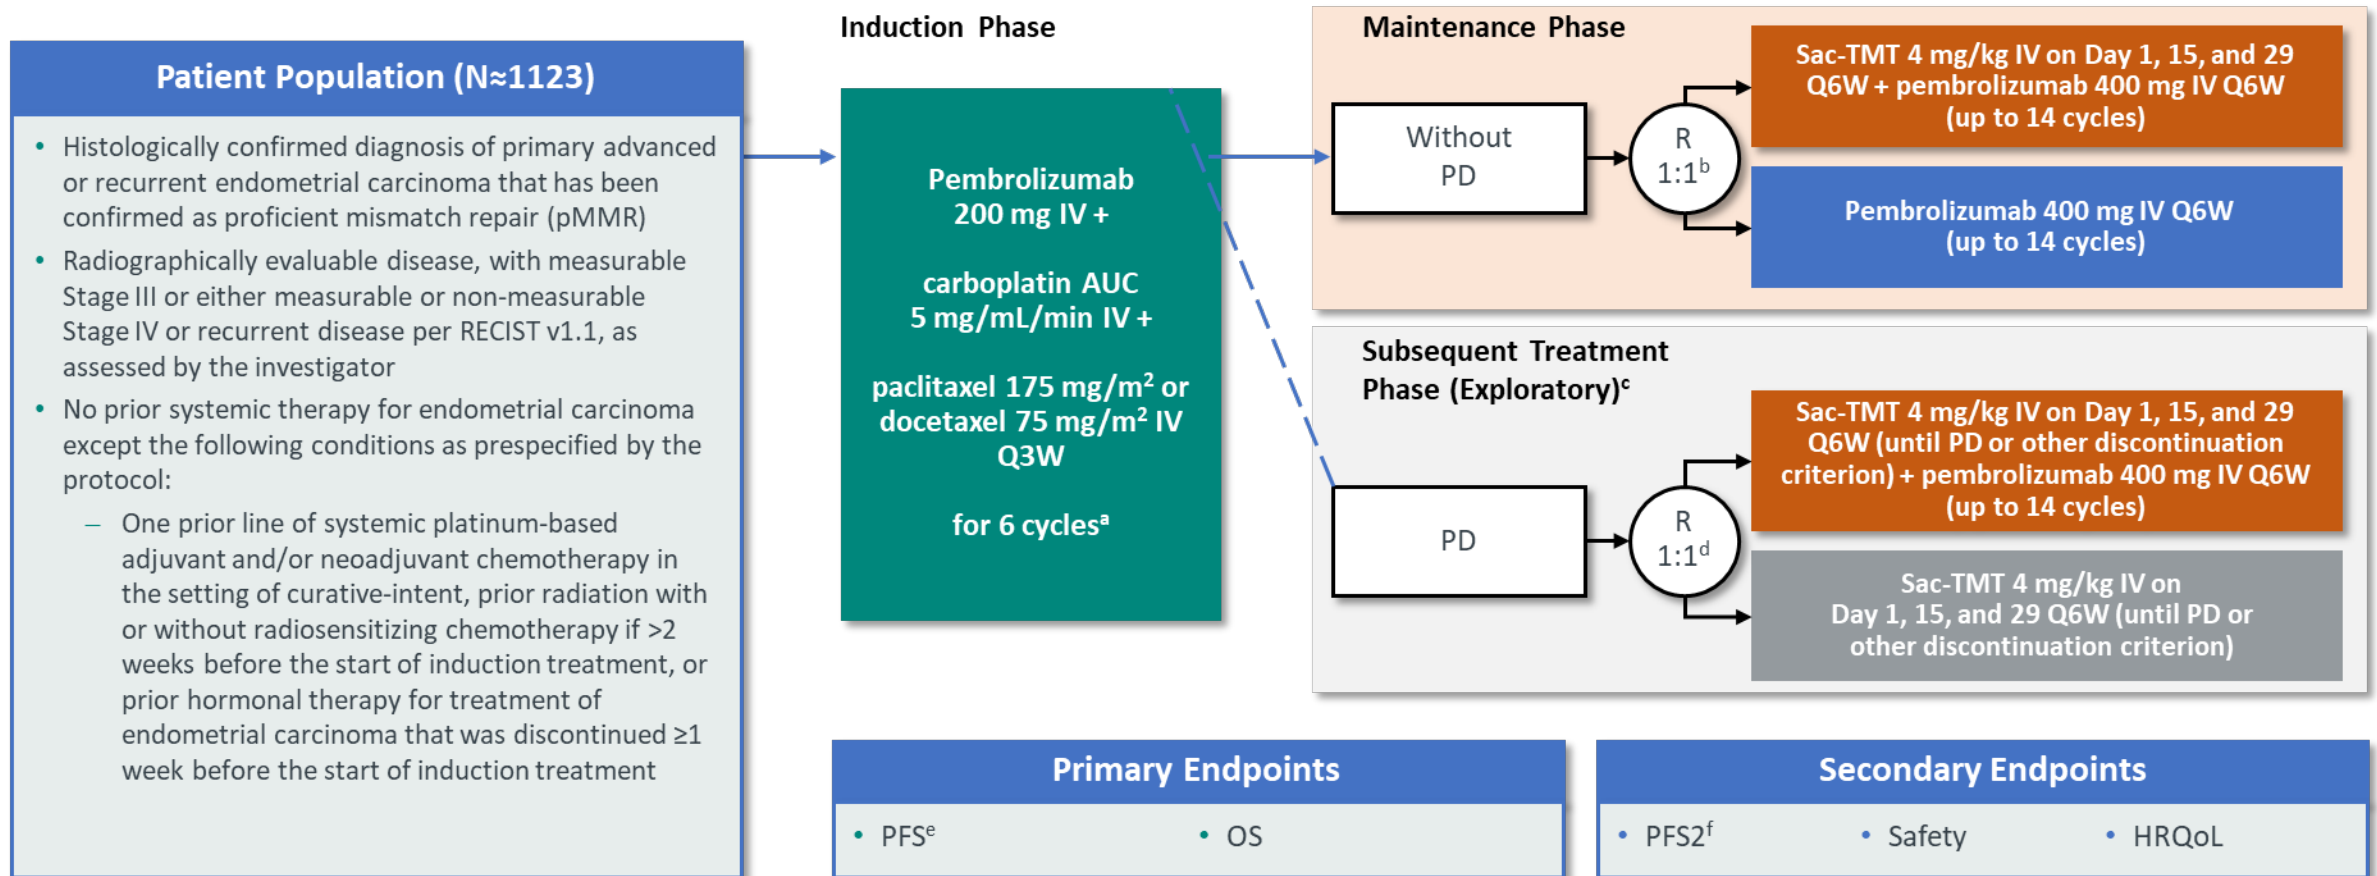 Patient Population (N≈1123)
• Histologically confirmed diagnosis of primary advanced
or recurrent endometrial carcinoma that has been
confirmed as proficient mismatch repair (pMMR)
• Radiographically evaluable disease, with measurable
Stage III or either measurable or non-measurable
Stage IV or recurrent disease per RECIST v1.1, as
assessed by the investigator
• No prior systemic therapy for endometrial carcinoma
except the following conditions as prespecified by the
protocol:
– One prior line of systemic platinum-based
adjuvant and/or neoadjuvant chemotherapy in
the setting of curative-intent, prior radiation with
or without radiosensitizing chemotherapy if >2
weeks before the start of induction treatment, or
prior hormonal therapy for treatment of
endometrial carcinoma that was discontinued ≥1
week before the start of induction treatment
Induction Phase
Pembrolizumab
200 mg IV +
carboplatin AUC
5 mg/mL/min IV +
paclitaxel 175 mg/m² or
docetaxel 75 mg/m² IV
Q3W
for 6 cyclesᵃ
Maintenance Phase
Without
PD
R
1:1ᵇ
Sac-TMT 4 mg/kg IV on Day 1, 15, and 29
Q6W + pembrolizumab 400 mg IV Q6W
(up to 14 cycles)
Pembrolizumab 400 mg IV Q6W
(up to 14 cycles)
Subsequent Treatment
Phase (Exploratory)ᶜ
PD
R
1:1ᵈ
Sac-TMT 4 mg/kg IV on Day 1, 15, and 29
Q6W (until PD or other discontinuation
criterion) + pembrolizumab 400 mg IV Q6W
(up to 14 cycles)
Sac-TMT 4 mg/kg IV on
Day 1, 15, and 29 Q6W (until PD or
other discontinuation criterion)
Primary Endpoints
• PFSᵉ
• OS
Secondary Endpoints
• PFS2ᶠ
• Safety
• HRQoL